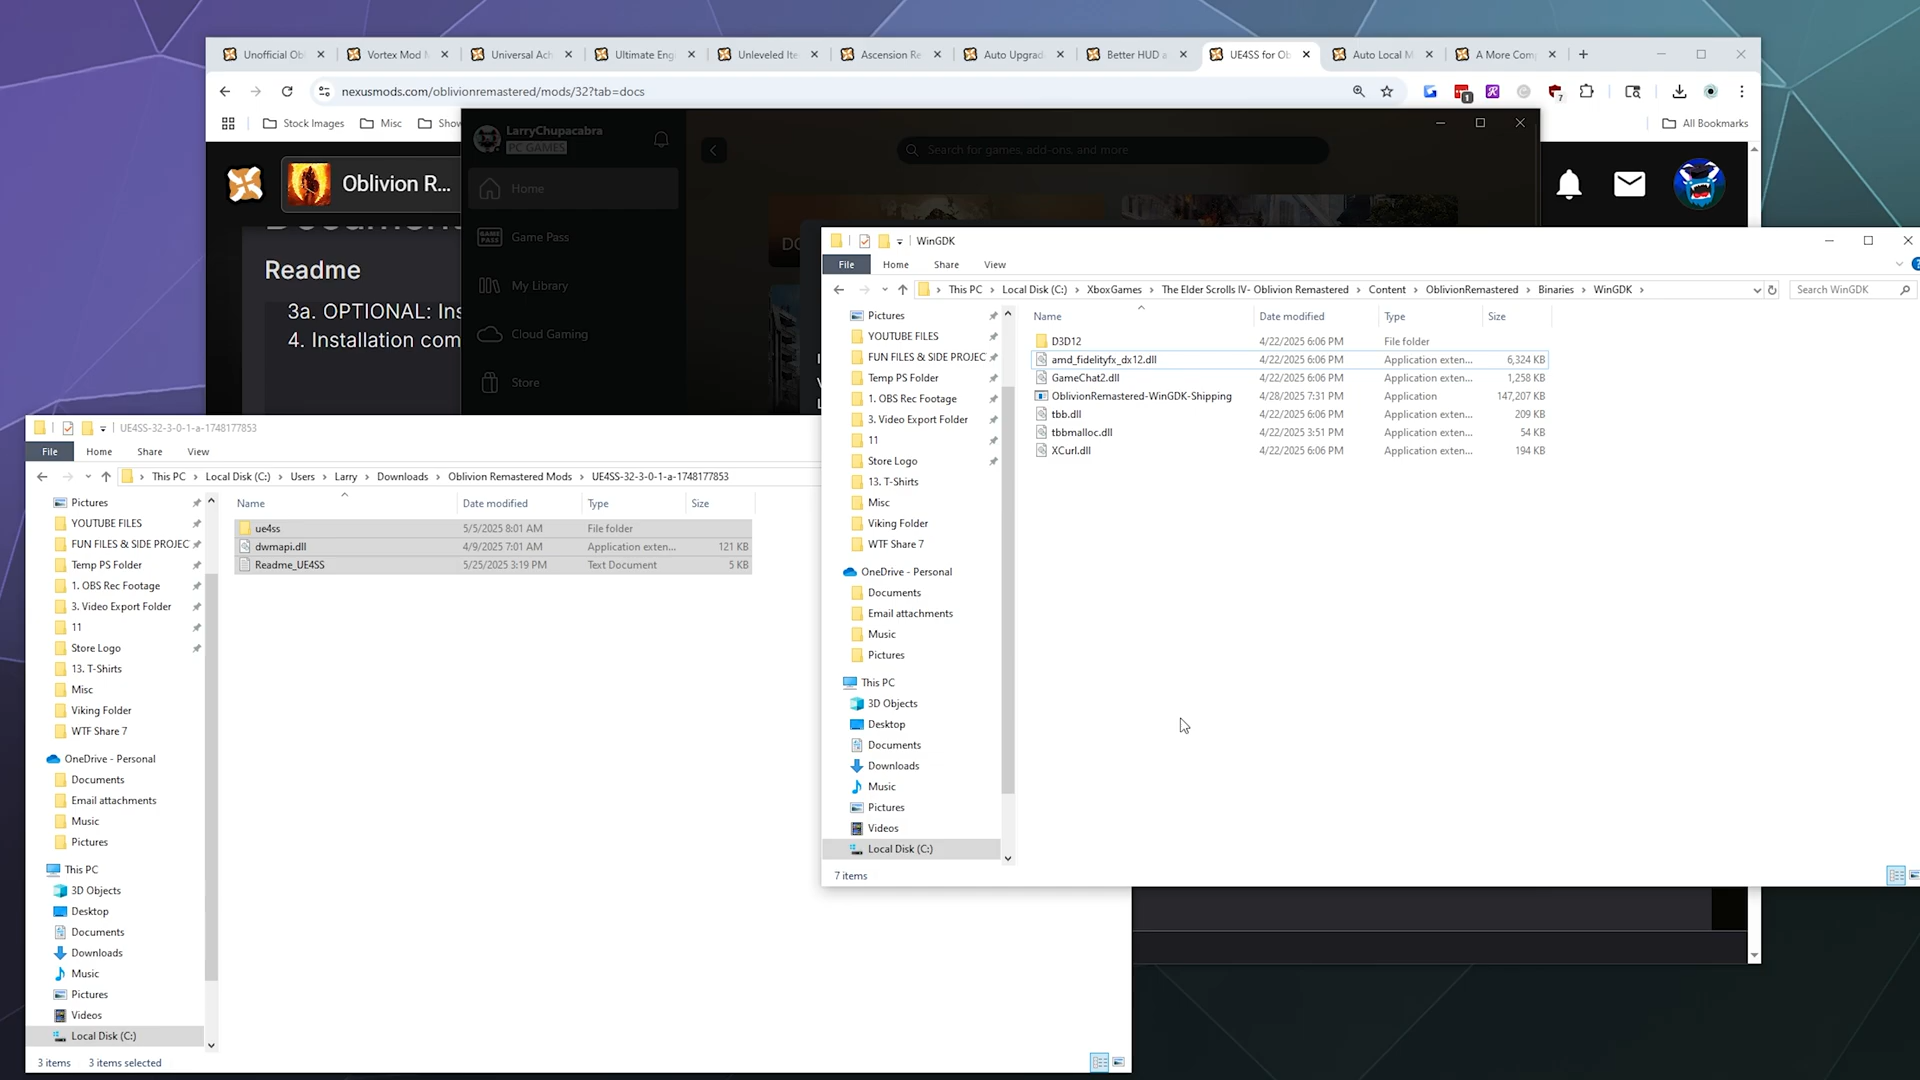 Unofficial Ob
Vortex Mod M
Universal Ach
Ultimate Eng
Unleveled Ite
Ascension Re
Auto Upgrad
Better HUD a
UE4SS for Ob
Auto Local M
A More Com
nexusmods.com/oblivionremastered/mods/32?tab=docs
Stock Images
Misc
Show
All Bookmarks
Oblivion R...
Readme
3a. OPTIONAL: Ins
4. Installation com
LarryChupacabra
PC GAMES
Search for games, add-ons, and more
Home
Game Pass
My Library
Cloud Gaming
Store
WinGDK
File Home Share View
This PC > Local Disk (C:) > XboxGames > The Elder Scrolls IV- Oblivion Remastered > Content > OblivionRemastered > Binaries > WinGDK >
Search WinGDK
Name Date modified Type Size
D3D12 4/22/2025 6:06 PM File folder
amd_fidelityfx_dx12.dll 4/22/2025 6:06 PM Application exten... 6,324 KB
GameChat2.dll 4/22/2025 6:06 PM Application exten... 1,258 KB
OblivionRemastered-WinGDK-Shipping 4/28/2025 7:31 PM Application 147,207 KB
tbb.dll 4/22/2025 6:06 PM Application exten... 209 KB
tbbmalloc.dll 4/22/2025 3:51 PM Application exten... 54 KB
XCurl.dll 4/22/2025 6:06 PM Application exten... 194 KB
Pictures
YOUTUBE FILES
FUN FILES & SIDE PROJEC
Temp PS Folder
1. OBS Rec Footage
3. Video Export Folder
11
Store Logo
13. T-Shirts
Misc
Viking Folder
WTF Share 7
OneDrive - Personal
Documents
Email attachments
Music
Pictures
This PC
3D Objects
Desktop
Documents
Downloads
Music
Pictures
Videos
Local Disk (C:)
7 items
UE4SS-32-3-0-1-a-1748177853
File Home Share View
This PC > Local Disk (C:) > Users > Larry > Downloads > Oblivion Remastered Mods > UE4SS-32-3-0-1-a-1748177853
Name Date modified Type Size
ue4ss 5/5/2025 8:01 AM File folder
dwmapi.dll 4/9/2025 7:01 AM Application exten... 121 KB
Readme_UE4SS 5/25/2025 3:19 PM Text Document 5 KB
Pictures
YOUTUBE FILES
FUN FILES & SIDE PROJEC
Temp PS Folder
1. OBS Rec Footage
3. Video Export Folder
11
Store Logo
13. T-Shirts
Misc
Viking Folder
WTF Share 7
OneDrive - Personal
Documents
Email attachments
Music
Pictures
This PC
3D Objects
Desktop
Documents
Downloads
Music
Pictures
Videos
Local Disk (C:)
3 items 3 items selected